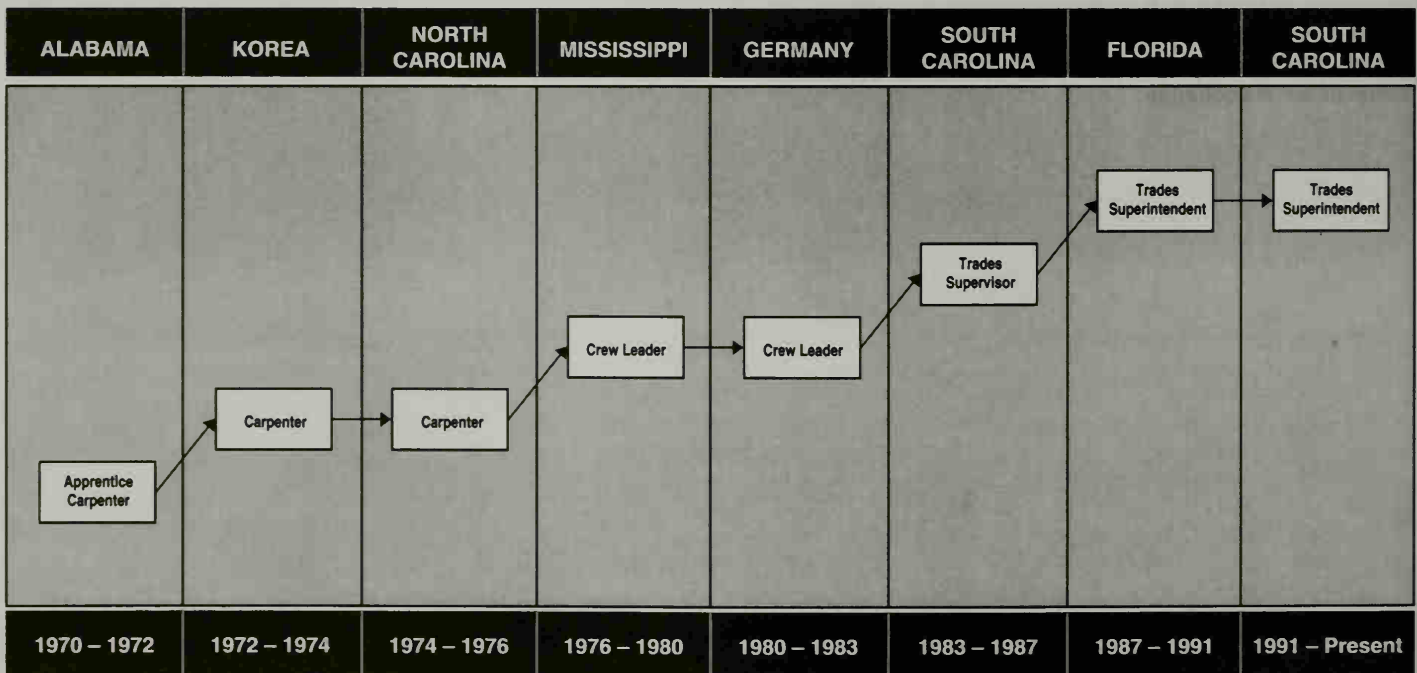 ALABAMA
KOREA
NORTH
CAROLINA
MISSISSIPPI
GERMANY
SOUTH
CAROLINA
FLORIDA
SOUTH
CAROLINA
Apprentice
Carpenter
Carpenter
Carpenter
Crew Leader
Crew Leader
Trades
Supervisor
Trades
Superintendent
Trades
Superintendent
1970 – 1972
1972 – 1974
1974 – 1976
1976 – 1980
1980 – 1983
1983 – 1987
1987 – 1991
1991 – Present